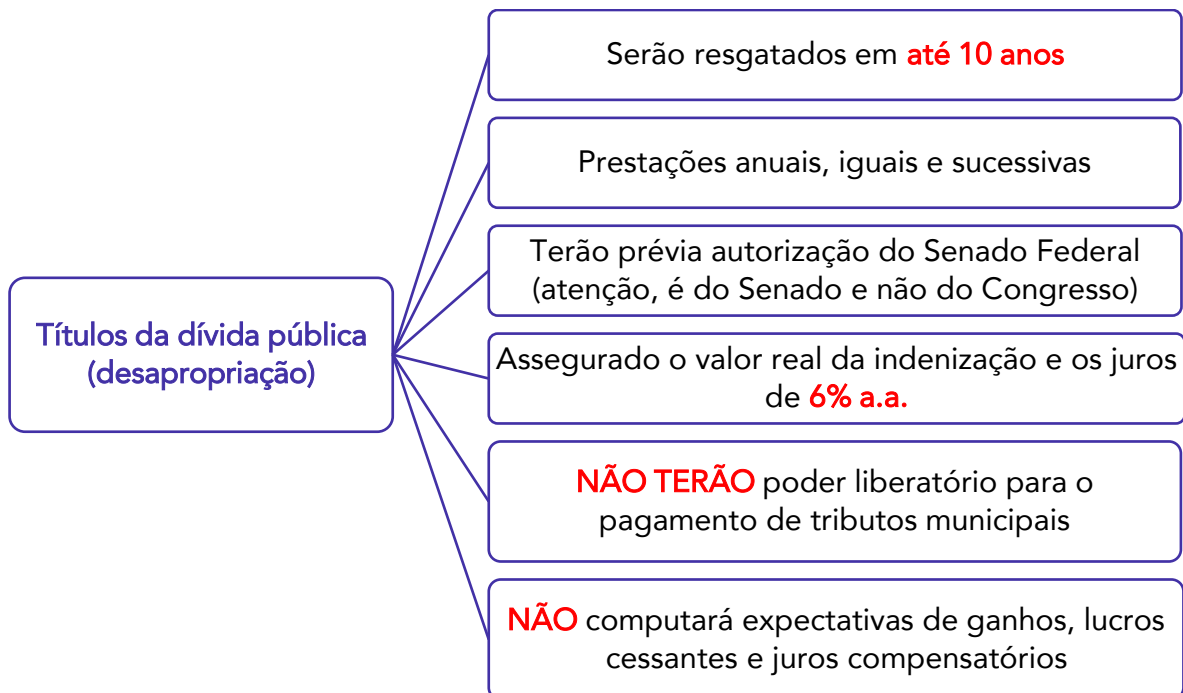 Títulos da dívida pública
(desapropriação)
Serão resgatados em até 10 anos
Prestações anuais, iguais e sucessivas
Terão prévia autorização do Senado Federal
(atenção, é do Senado e não do Congresso)
Assegurado o valor real da indenização e os juros
de 6% a.a.
NÃO TERÃO poder liberatório para o
pagamento de tributos municipais
NÃO computará expectativas de ganhos, lucros
cessantes e juros compensatórios